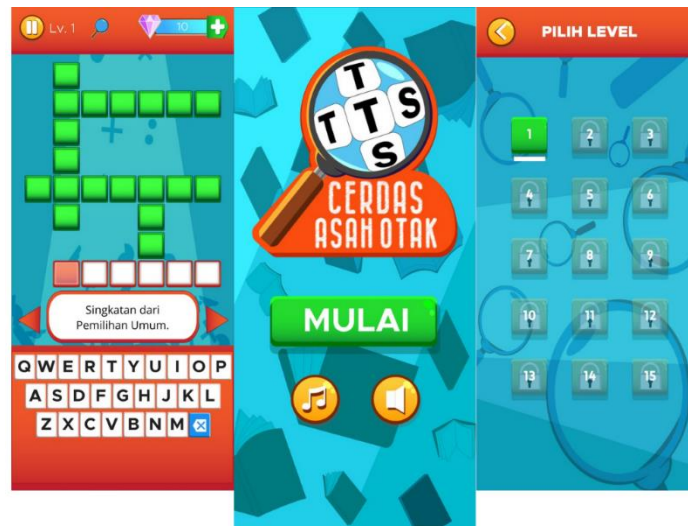 Lv. 1
10
Singkatan dari
Pemilihan Umum.
Q W E R T Y U I O P
A S D F G H J K L
Z X C V B N M
T
T T S
S
CERDAS
ASAH OTAK
MULAI
PILIH LEVEL
1 2 3
4 5 6
7 8 9
10 11 12
13 14 15